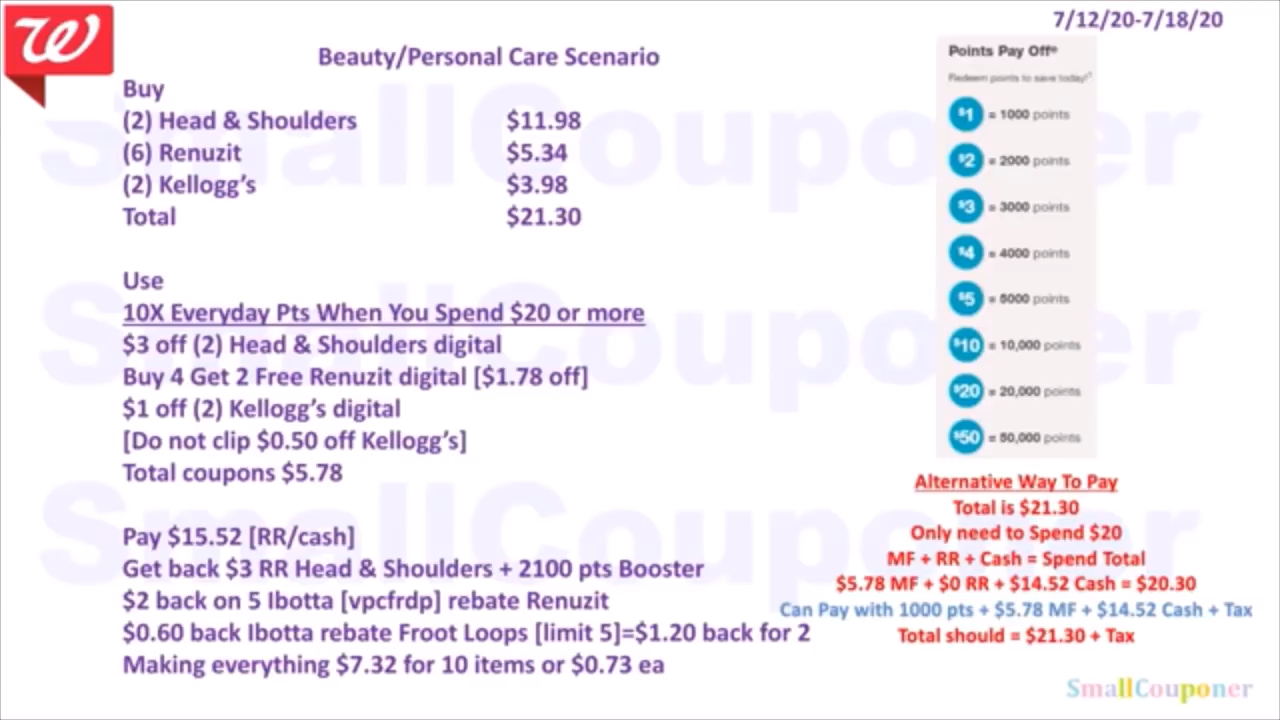 7/12/20-7/18/20
Beauty/Personal Care Scenario
Buy
(2) Head & Shoulders $11.98
(6) Renuzit $5.34
(2) Kellogg's $3.98
Total $21.30
Use
10X Everyday Pts When You Spend $20 or more
$3 off (2) Head & Shoulders digital
Buy 4 Get 2 Free Renuzit digital [$1.78 off]
$1 off (2) Kellogg's digital
[Do not clip $0.50 off Kellogg's]
Total coupons $5.78
Pay $15.52 [RR/cash]
Get back $3 RR Head & Shoulders + 2100 pts Booster
$2 back on 5 Ibotta [vpcfrdp] rebate Renuzit
$0.60 back Ibotta rebate Froot Loops [limit 5]=$1.20 back for 2
Making everything $7.32 for 10 items or $0.73 ea
Points Pay Off®
Redeem points to save today!¹
$1 = 1000 points
$2 = 2000 points
$3 = 3000 points
$4 = 4000 points
$5 = 5000 points
$10 = 10,000 points
$20 = 20,000 points
$50 = 50,000 points
Alternative Way To Pay
Total is $21.30
Only need to Spend $20
MF + RR + Cash = Spend Total
$5.78 MF + $0 RR + $14.52 Cash = $20.30
Can Pay with 1000 pts + $5.78 MF + $14.52 Cash + Tax
Total should = $21.30 + Tax
SmallCouponer
SmallCouponer
SmallCouponer
SmallCouponer
W